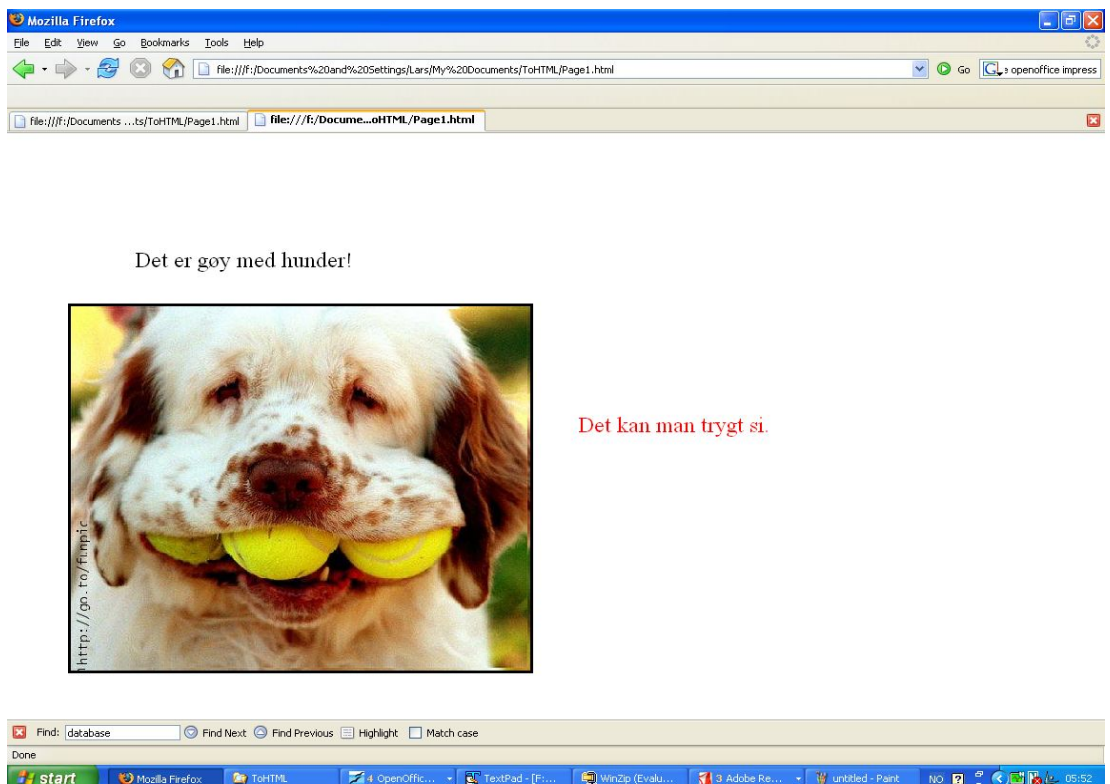 Mozilla Firefox
File Edit View Go Bookmarks Tools Help
file:///f:/Documents%20and%20Settings/Lars/My%20Documents/ToHTML/Page1.html Go openoffice impress
file:///f:/Documents ...ts/ToHTML/Page1.html file:///f:/Docume...oHTML/Page1.html
Det er gøy med hunder!
Det kan man trygt si.
http://go.to/funpic
Find: database Find Next Find Previous Highlight Match case
Done
start Mozilla Firefox ToHTML 4 OpenOffic... TextPad - [F:... WinZip (Evalu... 3 Adobe Re... untitled - Paint NO 05:52